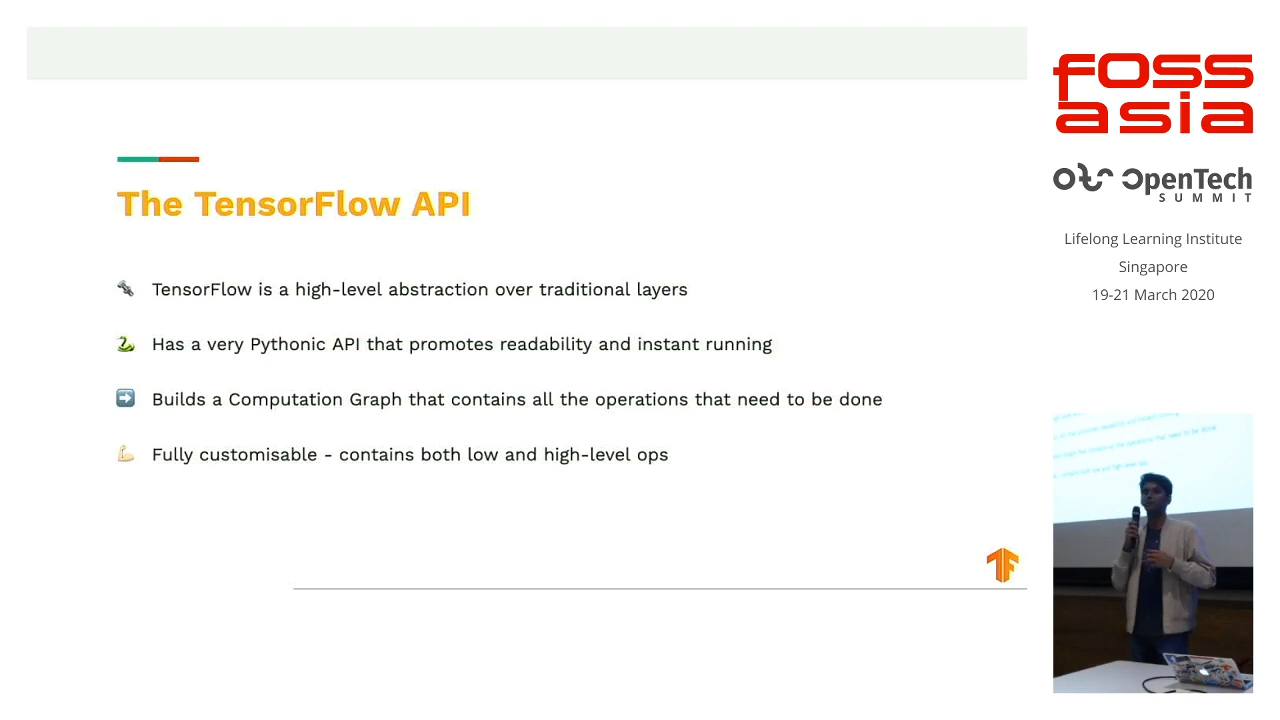 The TensorFlow API
TensorFlow is a high-level abstraction over traditional layers
Has a very Pythonic API that promotes readability and instant running
Builds a Computation Graph that contains all the operations that need to be done
Fully customisable - contains both low and high-level ops
fossasia
OpenTech
SUMMIT
Lifelong Learning Institute
Singapore
19-21 March 2020